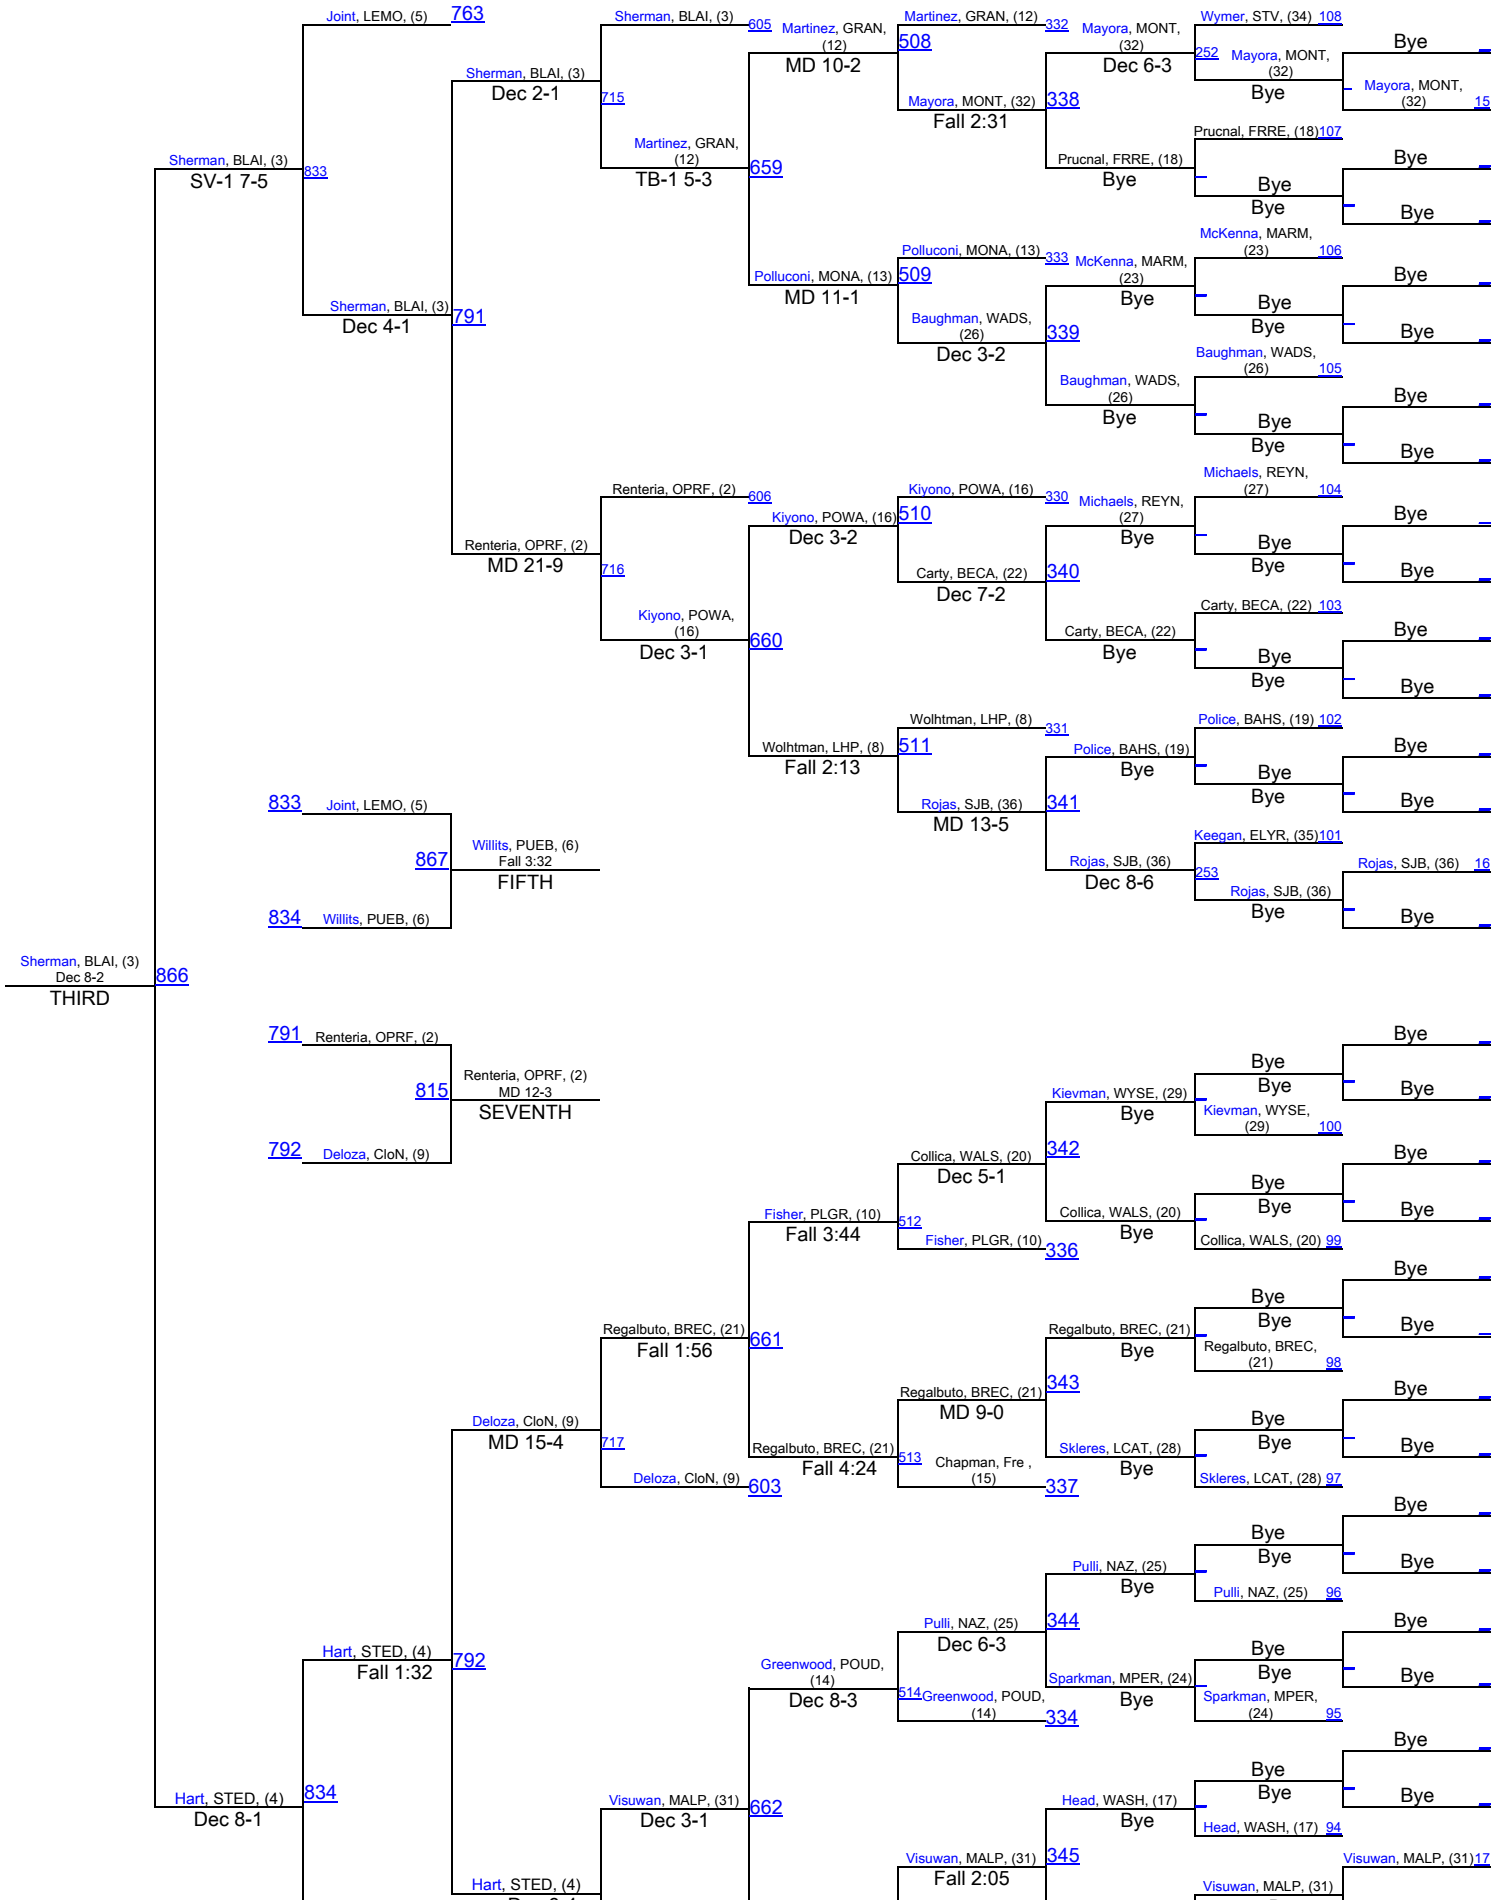 Joint, LEMO, (5) 763
Sherman, BLAI, (3) 605
Martinez, GRAN, (12) 332
Wymer, STV, (34) 108
Martinez, GRAN,
(12) 508
MD 10-2
Mayora, MONT,
(32)
Dec 6-3
252 Mayora, MONT,
(32)
Bye
Bye
Mayora, MONT,
(32) 15
Sherman, BLAI, (3)
Dec 2-1
715
Mayora, MONT, (32) 338
Fall 2:31
Prucnal, FRRE, (18)107
Bye
Martinez, GRAN,
(12)
TB-1 5-3
659
Prucnal, FRRE, (18)
Bye
Bye
Bye
Bye
Sherman, BLAI, (3)
SV-1 7-5
833
McKenna, MARM,
(23) 106
Polluconi, MONA, (13) 333
McKenna, MARM,
(23)
Bye
Bye
Polluconi, MONA, (13) 509
MD 11-1
Bye
Bye
Bye
Sherman, BLAI, (3)
Dec 4-1
791
Baughman, WADS,
(26)
Dec 3-2
339
Baughman, WADS,
(26) 105
Baughman, WADS,
(26)
Bye
Bye
Bye
Bye
Bye
Renteria, OPRF, (2) 606
Kiyono, POWA, (16) 330
Michaels, REYN,
(27) 104
Kiyono, POWA, (16) 510
Dec 3-2
Michaels, REYN,
(27)
Bye
Bye
Bye
Bye
Bye
Renteria, OPRF, (2)
MD 21-9
716
Carty, BECA, (22) 340
Dec 7-2
Carty, BECA, (22) 103
Kiyono, POWA,
(16)
Dec 3-1
660
Carty, BECA, (22)
Bye
Bye
Bye
Bye
Bye
Wolhtman, LHP, (8) 331
Police, BAHS, (19) 102
Wolhtman, LHP, (8) 511
Fall 2:13
Police, BAHS, (19)
Bye
Bye
Bye
Bye
Bye
833 Joint, LEMO, (5)
Rojas, SJB, (36) 341
MD 13-5
Keegan, ELYR, (35)101
867
Willits, PUEB, (6)
Fall 3:32
FIFTH
Rojas, SJB, (36)
Dec 8-6
253
Rojas, SJB, (36)
Bye
Rojas, SJB, (36) 16
Bye
834 Willits, PUEB, (6)
Sherman, BLAI, (3)
Dec 8-2
THIRD
866
791 Renteria, OPRF, (2)
Bye
815
Renteria, OPRF, (2)
MD 12-3
SEVENTH
Kievman, WYSE, (29)
Bye
Bye
Bye
Kievman, WYSE,
(29) 100
Bye
792 Deloza, CloN, (9)
Collica, WALS, (20)
Dec 5-1
342
Bye
Fisher, PLGR, (10)
Fall 3:44
512
Fisher, PLGR, (10) 336
Collica, WALS, (20)
Bye
Bye
Bye
Collica, WALS, (20) 99
Bye
Bye
Regalbuto, BREC, (21)
Fall 1:56
661
Regalbuto, BREC, (21)
Bye
Bye
Bye
Regalbuto, BREC,
(21) 98
Bye
Regalbuto, BREC, (21) 343
MD 9-0
Bye
Deloza, CloN, (9)
MD 15-4
717
Deloza, CloN, (9) 603
Regalbuto, BREC, (21)
Fall 4:24
513
Chapman, Fre ,
(15) 337
Skleres, LCAT, (28)
Bye
Bye
Bye
Skleres, LCAT, (28) 97
Bye
Bye
Pulli, NAZ, (25)
Bye
Bye
Bye
Pulli, NAZ, (25) 96
Bye
Pulli, NAZ, (25) 344
Dec 6-3
Bye
Hart, STED, (4)
Fall 1:32
792
Greenwood, POUD,
(14)
Dec 8-3
514
Greenwood, POUD,
(14) 334
Sparkman, MPER, (24)
Bye
Bye
Bye
Sparkman, MPER,
(24) 95
Bye
Bye
Hart, STED, (4)
Dec 8-1
834
Visuwan, MALP, (31)
Dec 3-1
662
Head, WASH, (17)
Bye
Bye
Bye
Head, WASH, (17) 94
Bye
Visuwan, MALP, (31) 345
Fall 2:05
Visuwan, MALP, (31)17
Hart, STED, (4)
Visuwan, MALP, (31)